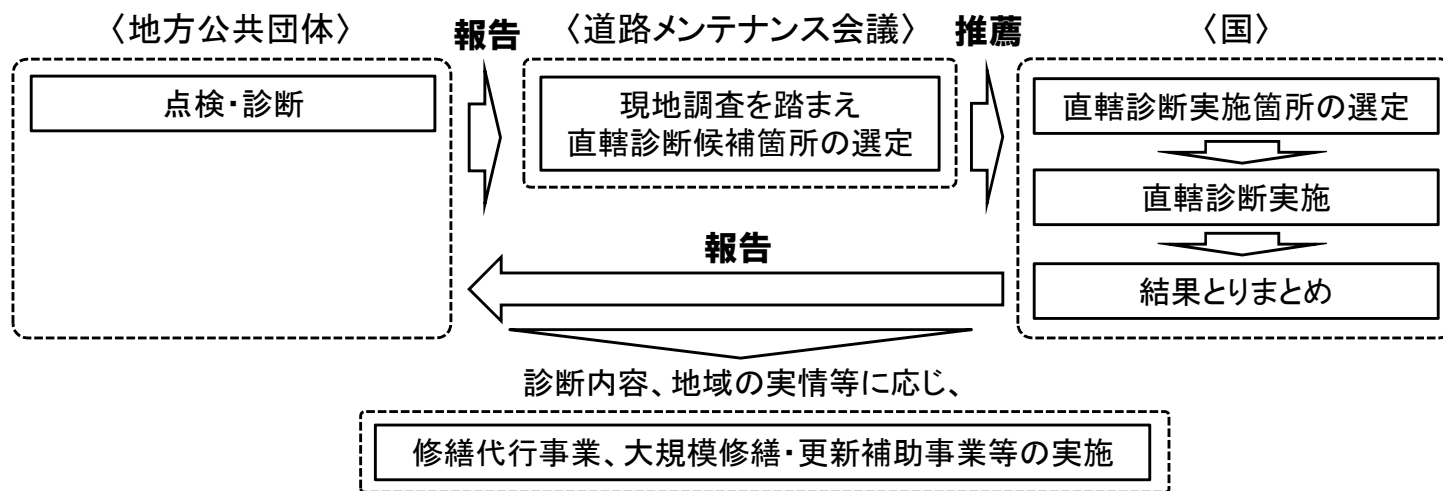 〈地方公共団体〉
報告
〈道路メンテナンス会議〉
推薦
〈国〉
点検・診断
現地調査を踏まえ
直轄診断候補箇所の選定
直轄診断実施箇所の選定
直轄診断実施
結果とりまとめ
報告
診断内容、地域の実情等に応じ、
修繕代行事業、大規模修繕・更新補助事業等の実施